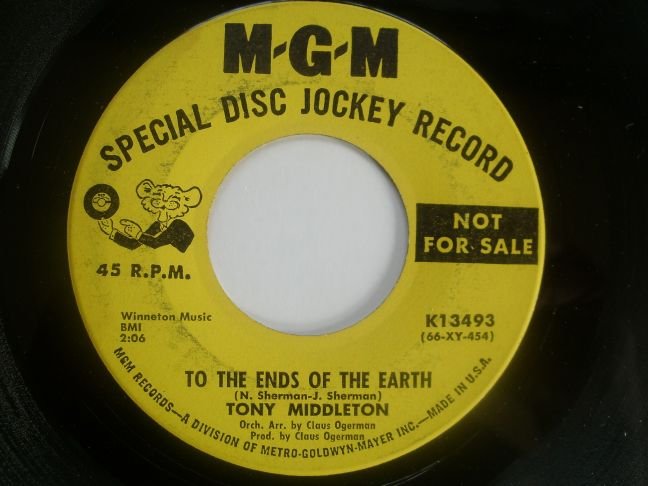 M-G-M
SPECIAL DISC JOCKEY RECORD
NOT
FOR SALE
45 R.P.M.
Winneton Music
BMI
2:06
K13493
(66-XY-454)
TO THE ENDS OF THE EARTH
(N. Sherman-J. Sherman)
TONY MIDDLETON
Orch. Arr. by Claus Ogerman
Prod. by Claus Ogerman
MGM RECORDS—A DIVISION OF METRO-GOLDWYN-MAYER INC.—MADE IN U.S.A.